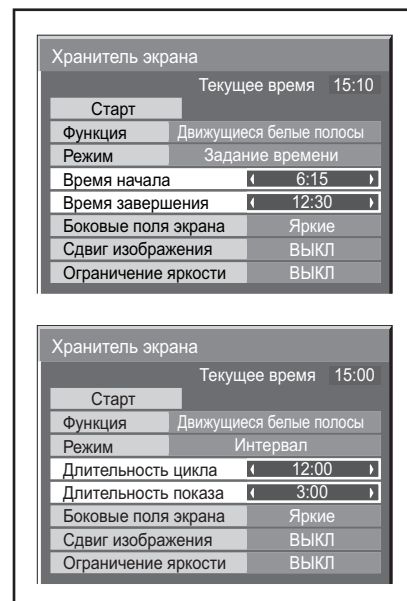 Хранитель экрана
Текущее время 15:10
Старт
Функция Движущиеся белые полосы
Режим Задание времени
Время начала 6:15
Время завершения 12:30
Боковые поля экрана Яркие
Сдвиг изображения ВЫКЛ
Ограничение яркости ВЫКЛ
Хранитель экрана
Текущее время 15:00
Старт
Функция Движущиеся белые полосы
Режим Интервал
Длительность цикла 12:00
Длительность показа 3:00
Боковые поля экрана Яркие
Сдвиг изображения ВЫКЛ
Ограничение яркости ВЫКЛ